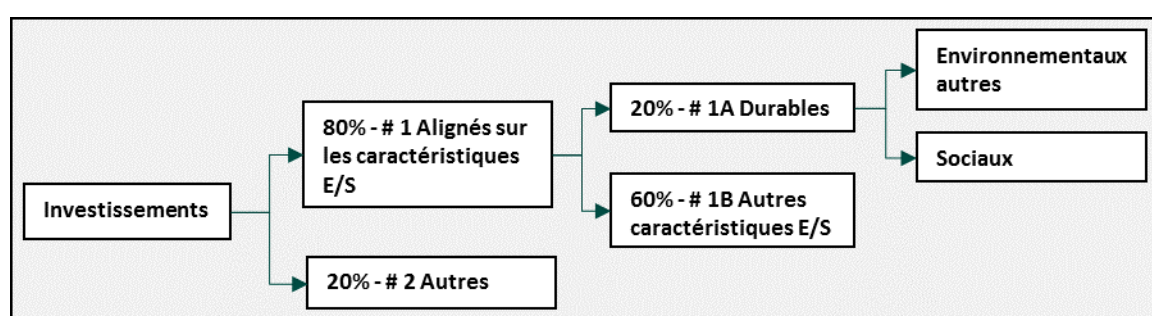 Investissements
80% - # 1 Alignés sur
les caractéristiques
E/S
20% - # 2 Autres
20% - # 1A Durables
60% - # 1B Autres
caractéristiques E/S
Environnementaux
autres
Sociaux